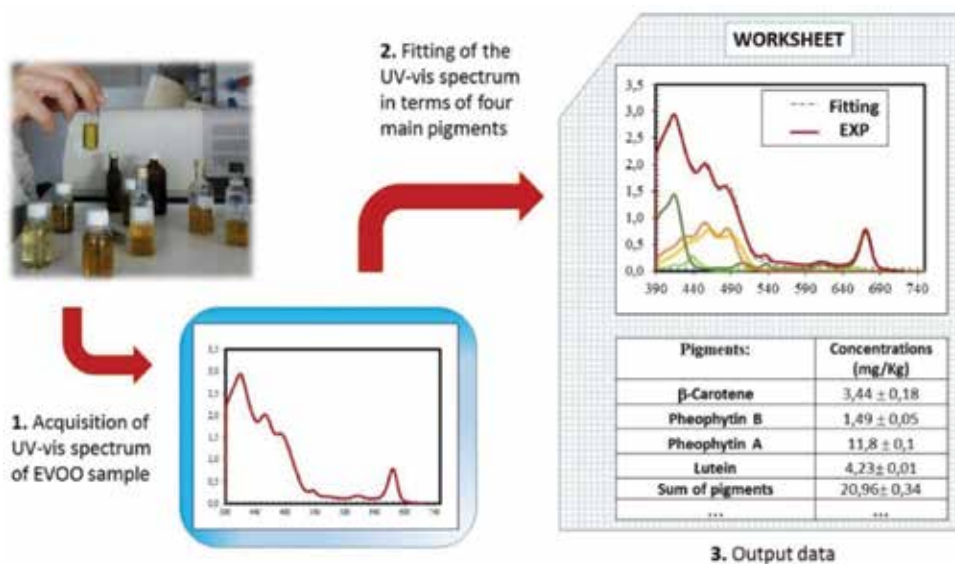 1. Acquisition of
UV-vis spectrum
of EVOO sample
2. Fitting of the
UV-vis spectrum
in terms of four
main pigments
WORKSHEET
3,5
3,0
2,5
2,0
1,5
1,0
0,5
0,0
Fitting
EXP
390 440 490 540 590 640 690 740
Pigments: Concentrations
(mg/Kg)
β-Carotene 3,44 ± 0,18
Pheophytin B 1,49 ± 0,05
Pheophytin A 11,8 ± 0,1
Lutein 4,23± 0,01
Sum of pigments 20,96± 0,34
... ...
3. Output data